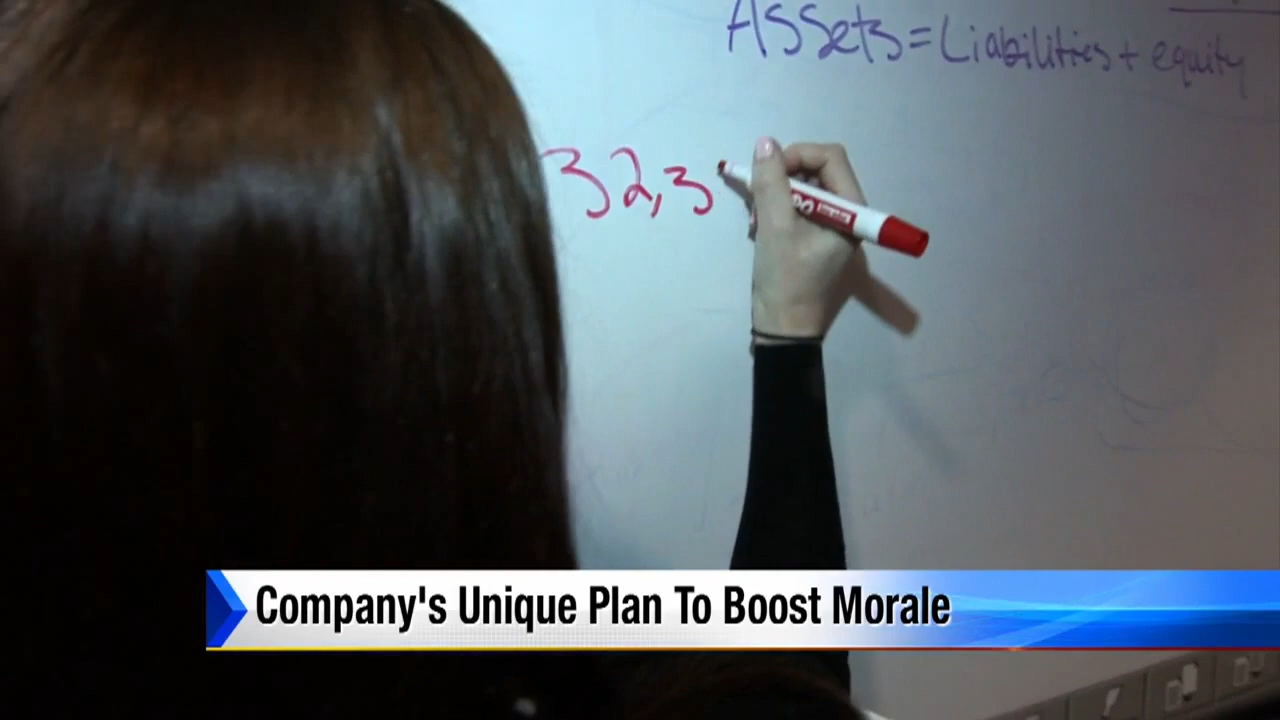 Assets = Liabilities + equity
32,3
Company's Unique Plan To Boost Morale